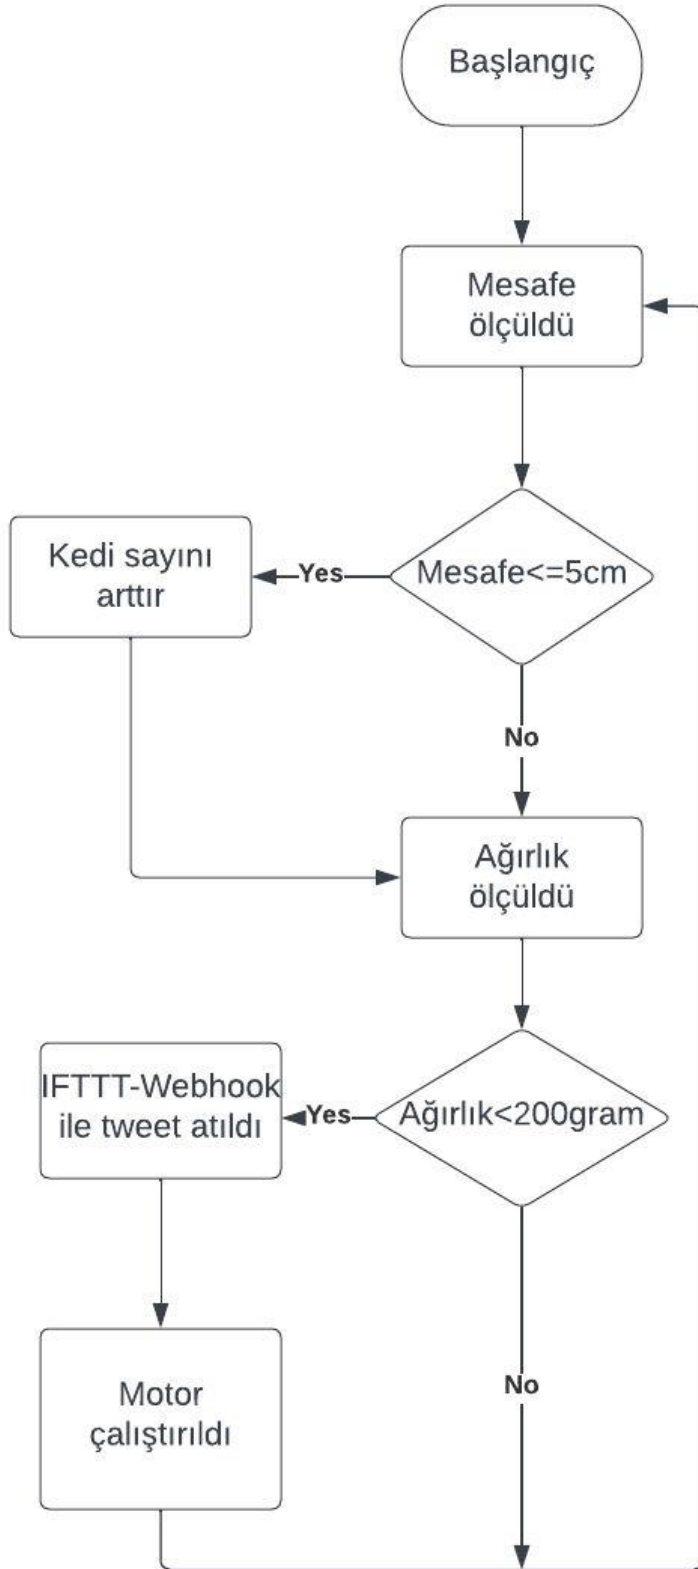 Başlangıç
Mesafe
ölçüldü
Mesafe<=5cm
Yes
Kedi sayını
arttır
No
Ağırlık
ölçüldü
Ağırlık<200gram
Yes
IFTTT-Webhook
ile tweet atıldı
Motor
çalıştırıldı
No